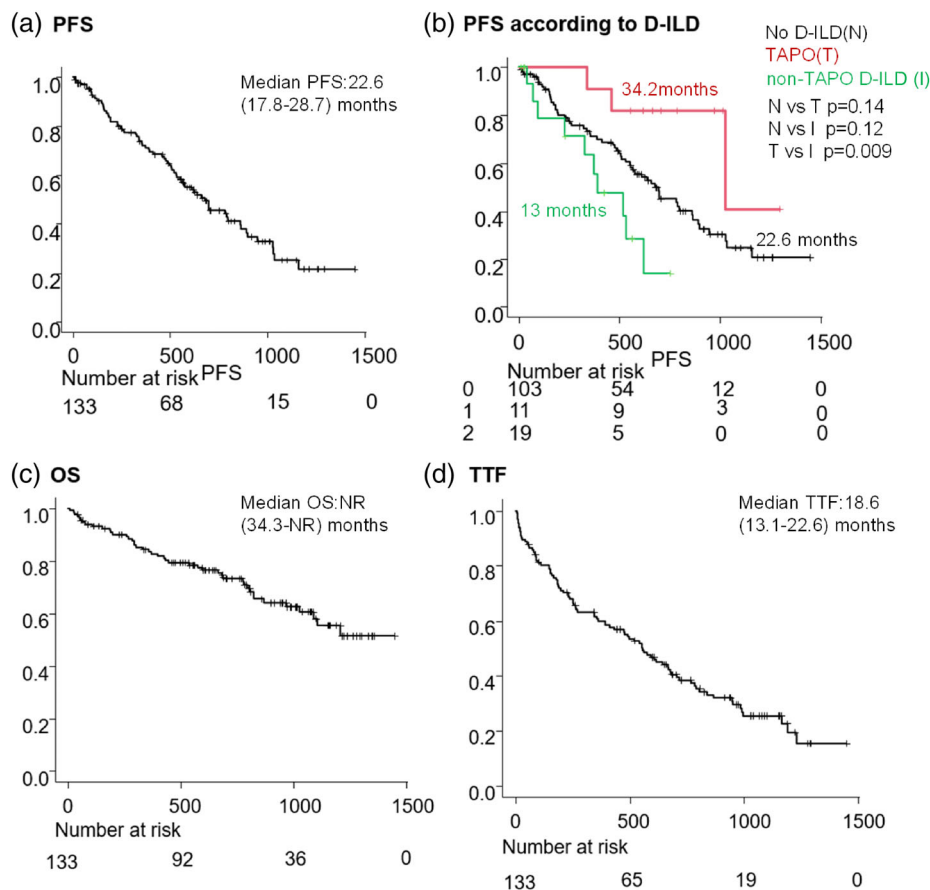 (a) PFS
Median PFS:22.6
(17.8-28.7) months
1.0
0.8
0.6
0.4
0.2
0.0
0 500 1000 1500
PFS
Number at risk
133 68 15 0
(b) PFS according to D-ILD
No D-ILD(N)
TAPO(T)
non-TAPO D-ILD (I)
N vs T p=0.14
N vs I p=0.12
T vs I p=0.009
34.2months
13 months
22.6 months
1.0
0.8
0.6
0.4
0.2
0.0
0 500 1000 1500
PFS
Number at risk
0 103 54 12 0
1 11 9 3 0
2 19 5 0 0
(c) OS
Median OS:NR
(34.3-NR) months
1.0
0.8
0.6
0.4
0.2
0.0
0 500 1000 1500
Number at risk
133 92 36 0
(d) TTF
Median TTF:18.6
(13.1-22.6) months
1.0
0.8
0.6
0.4
0.2
0.0
0 500 1000 1500
Number at risk
133 65 19 0